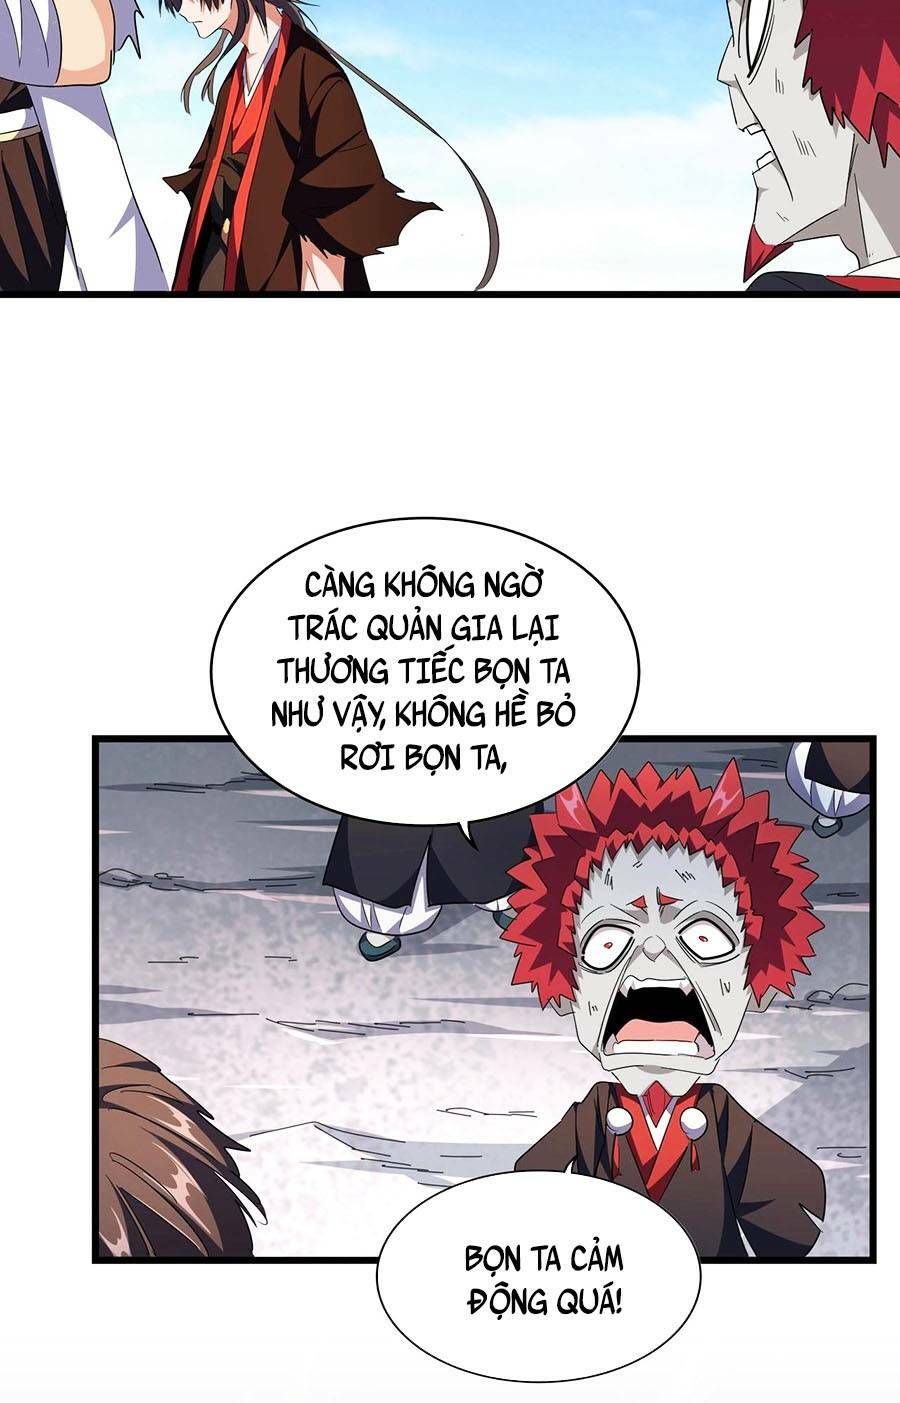 CÀNG KHÔNG NGỜ
TRÁC QUẢN GIA LẠI
THƯƠNG TIẾC BỌN TA
NHƯ VẬY, KHÔNG HỀ BỎ
RƠI BỌN TA,
BỌN TA CẢM
ĐỘNG QUÁ!